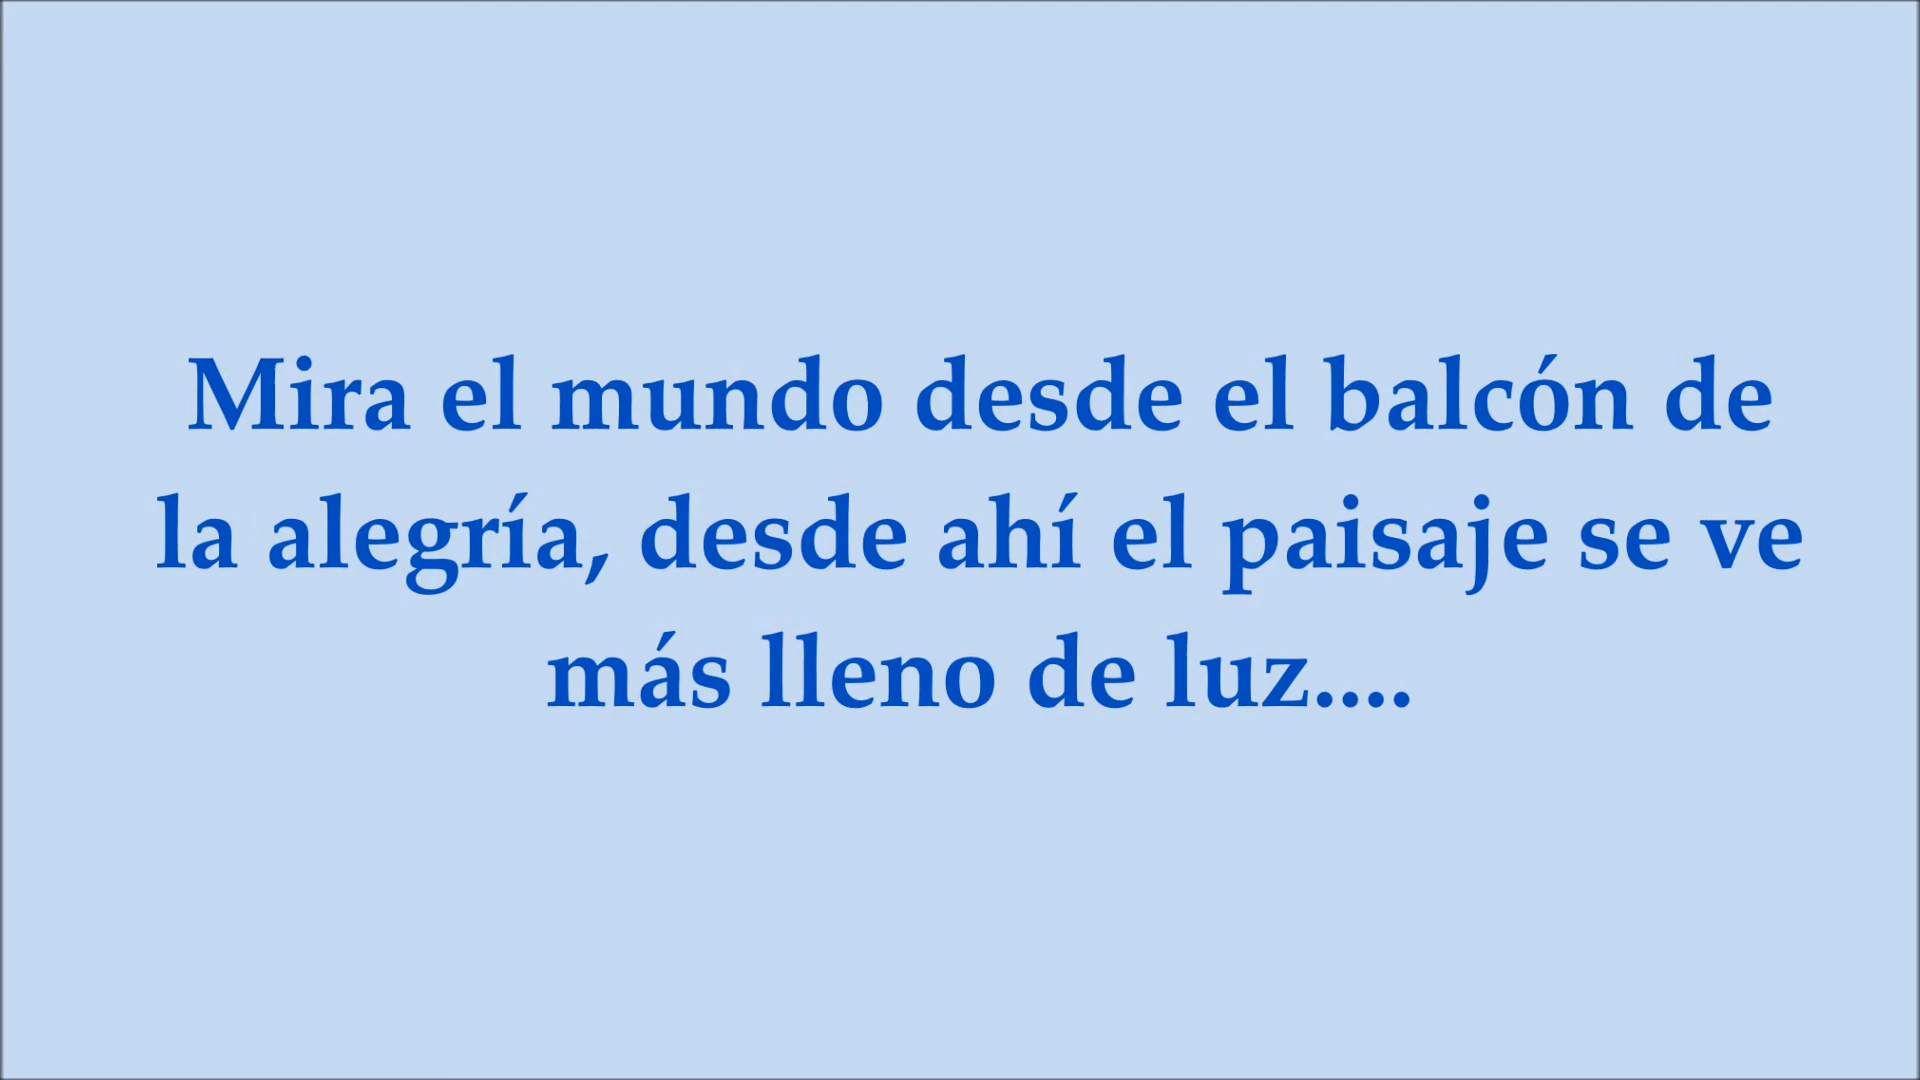 Mira el mundo desde el balcón de
la alegría, desde ahí el paisaje se ve
más lleno de luz....